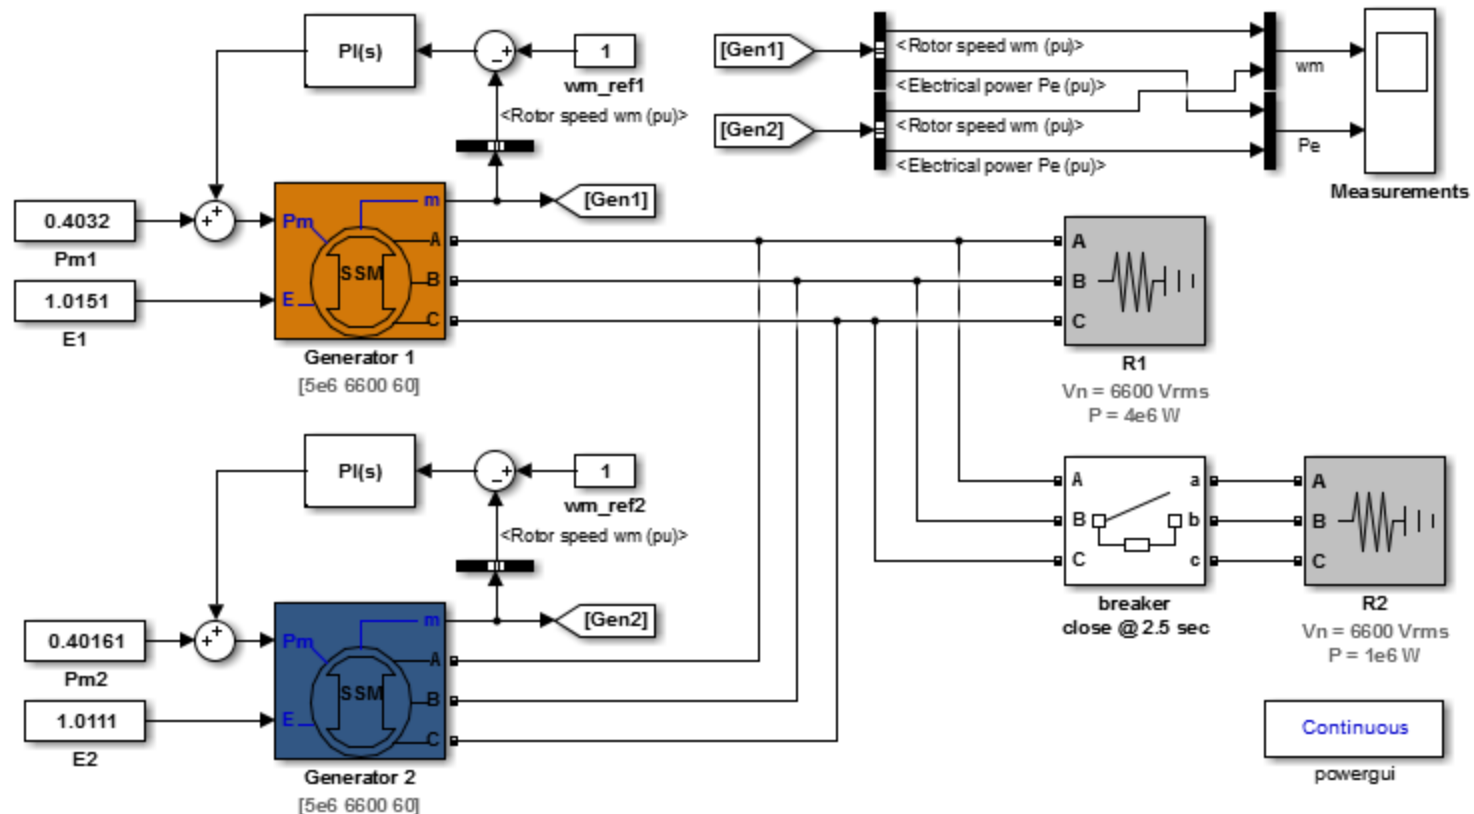 PI(s)
1
wm_ref1
<Rotor speed wm (pu)>
[Gen1]
[Gen2]
<Rotor speed wm (pu)>
<Electrical power Pe (pu)>
<Rotor speed wm (pu)>
<Electrical power Pe (pu)>
wm
Pe
Measurements
0.4032
Pm1
1.0151
E1
Pm
E
SSM
m
A
B
C
Generator 1
[5e6 6600 60]
[Gen1]
A
B
C
R1
Vn = 6600 Vrms
P = 4e6 W
PI(s)
1
wm_ref2
<Rotor speed wm (pu)>
0.40161
Pm2
1.0111
E2
Pm
E
SSM
m
A
B
C
Generator 2
[5e6 6600 60]
[Gen2]
A
B
C
a
b
c
breaker
close @ 2.5 sec
A
B
C
R2
Vn = 6600 Vrms
P = 1e6 W
Continuous
powergui